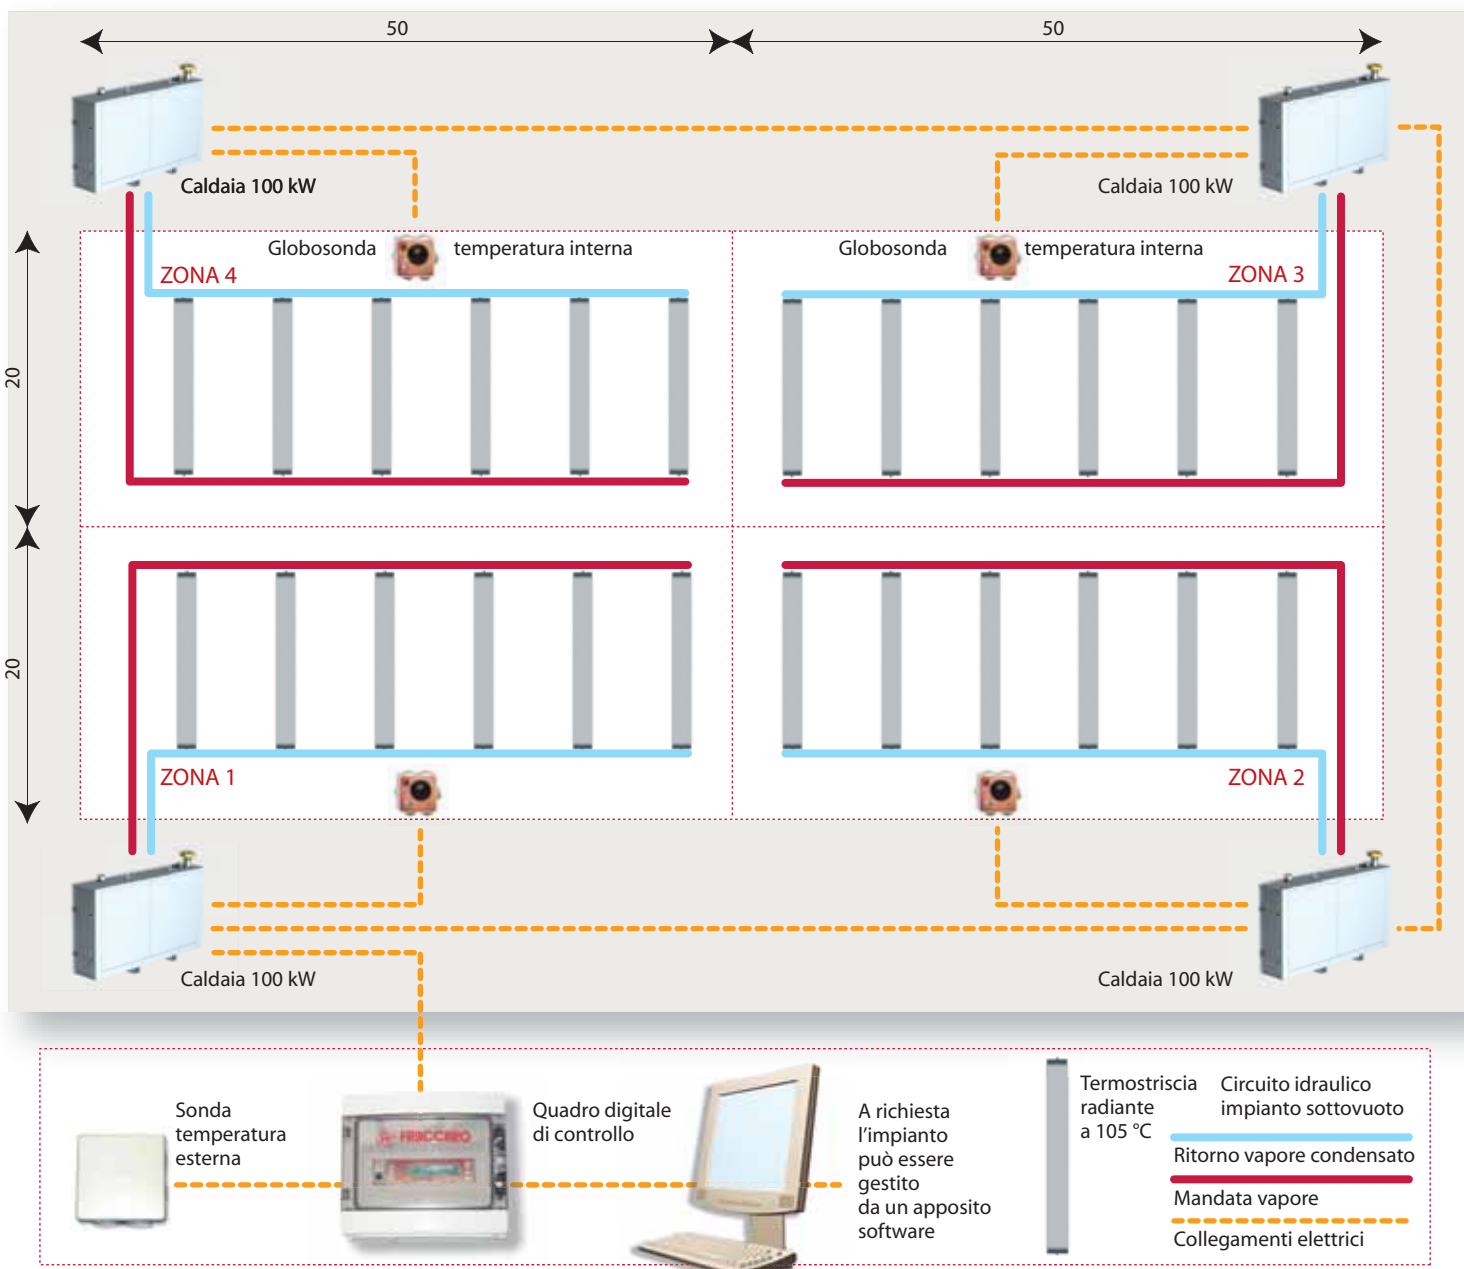 50
50
Caldaia 100 kW
Caldaia 100 kW
Globosonda
temperatura interna
Globosonda
temperatura interna
ZONA 4
ZONA 3
20
20
ZONA 1
ZONA 2
Caldaia 100 kW
Caldaia 100 kW
Sonda
temperatura
esterna
FRACCARO
Quadro digitale
di controllo
A richiesta
l'impianto
può essere
gestito
da un apposito
software
Termostriscia
radiante
a 105 °C
Circuito idraulico
impianto sottovuoto
Ritorno vapore condensato
Mandata vapore
Collegamenti elettrici